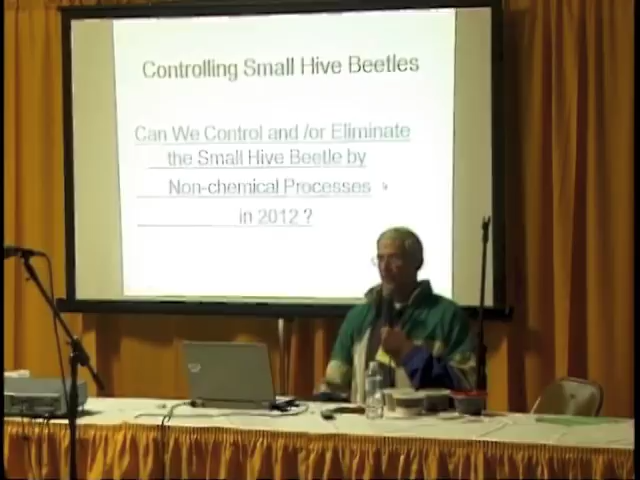 Controlling Small Hive Beetles
Can We Control and /or Eliminate
the Small Hive Beetle by
Non-chemical Processes
in 2012 ?